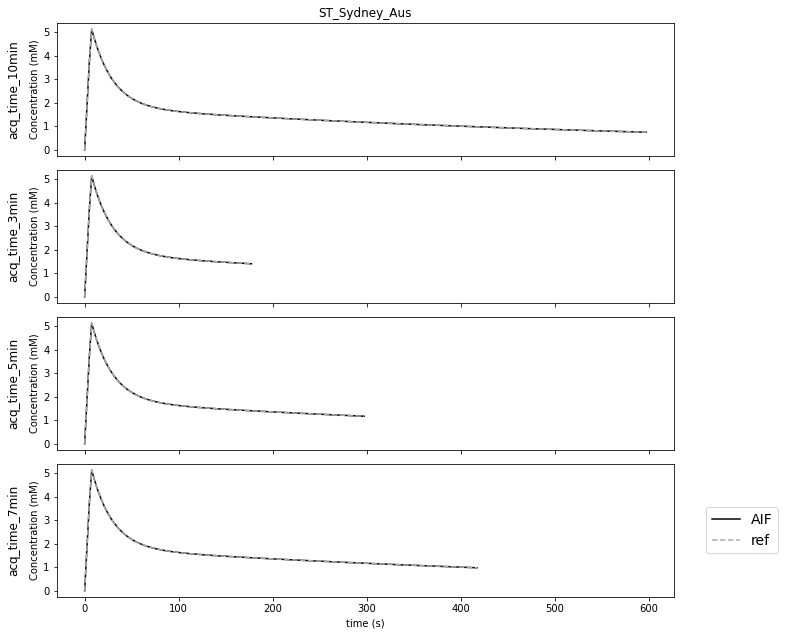 ST_Sydney_Aus
acq_time_10min
Concentration (mM)
5
4
3
2
1
0
acq_time_3min
Concentration (mM)
5
4
3
2
1
0
acq_time_5min
Concentration (mM)
5
4
3
2
1
0
acq_time_7min
Concentration (mM)
5
4
3
2
1
0
0 100 200 300 400 500 600
time (s)
AIF
ref